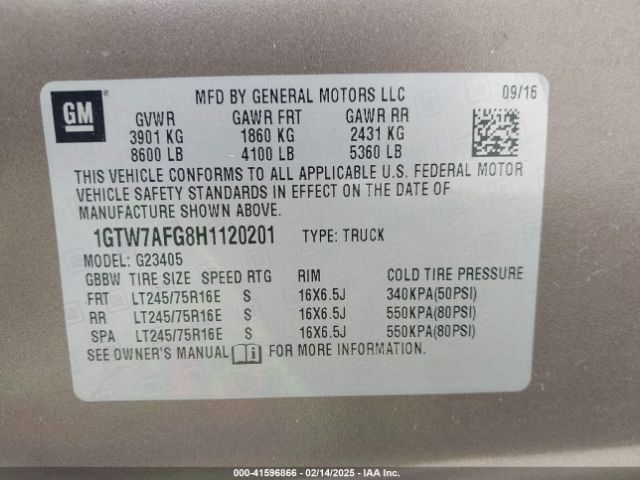 GM
MFD BY GENERAL MOTORS LLC 09/16
GVWR GAWR FRT GAWR RR
3901 KG 1860 KG 2431 KG
8600 LB 4100 LB 5360 LB
THIS VEHICLE CONFORMS TO ALL APPLICABLE U.S. FEDERAL MOTOR
VEHICLE SAFETY STANDARDS IN EFFECT ON THE DATE OF
MANUFACTURE SHOWN ABOVE.
1GTW7AFG8H1120201 TYPE: TRUCK
MODEL: G23405
GBBW TIRE SIZE SPEED RTG RIM COLD TIRE PRESSURE
FRT LT245/75R16E S 16X6.5J 340KPA(50PSI)
RR LT245/75R16E S 16X6.5J 550KPA(80PSI)
SPA LT245/75R16E S 16X6.5J 550KPA(80PSI)
SEE OWNER'S MANUAL i FOR MORE INFORMATION.
000-41596866 - 02/14/2025 - IAA Inc.